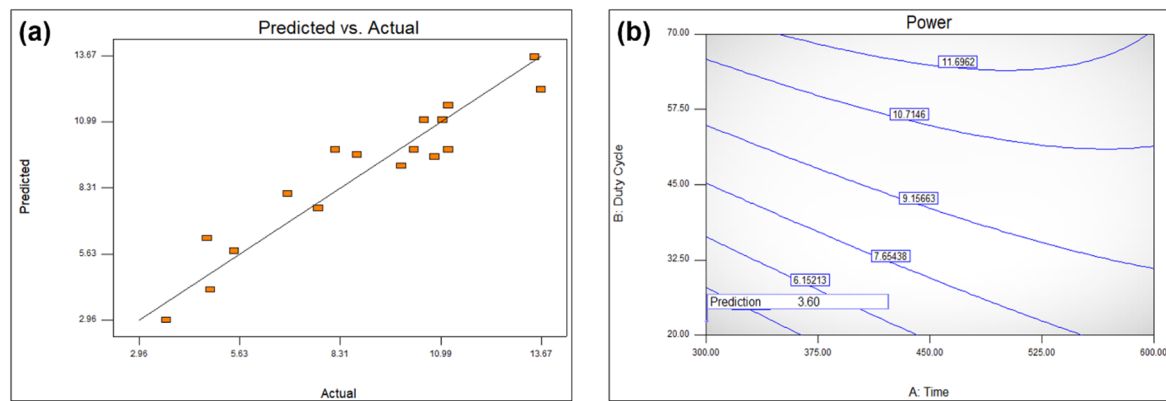 (a)
Predicted vs. Actual
13.67
10.99
8.31
5.63
2.96
Predicted
2.96
5.63
8.31
10.99
13.67
Actual
(b)
Power
70.00
57.50
45.00
32.50
20.00
B: Duty Cycle
11.6962
10.7146
9.15663
7.65438
6.15213
Prediction 3.60
300.00
375.00
450.00
525.00
600.00
A: Time